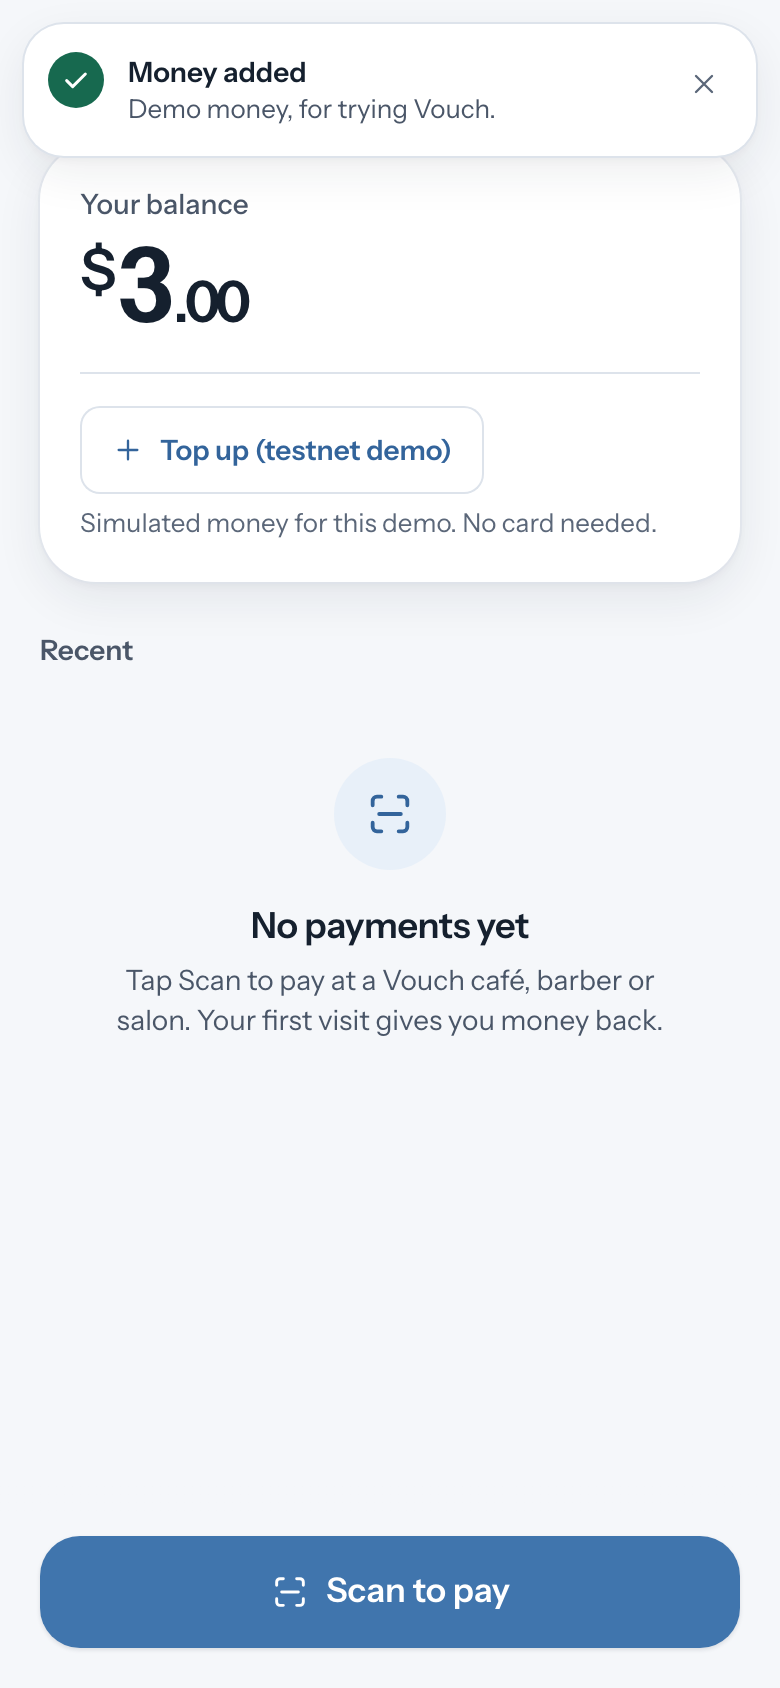 Money added
Demo money, for trying Vouch.
Your balance
$3.00
Top up (testnet demo)
Simulated money for this demo. No card needed.
Recent
No payments yet
Tap Scan to pay at a Vouch café, barber or
salon. Your first visit gives you money back.
Scan to pay